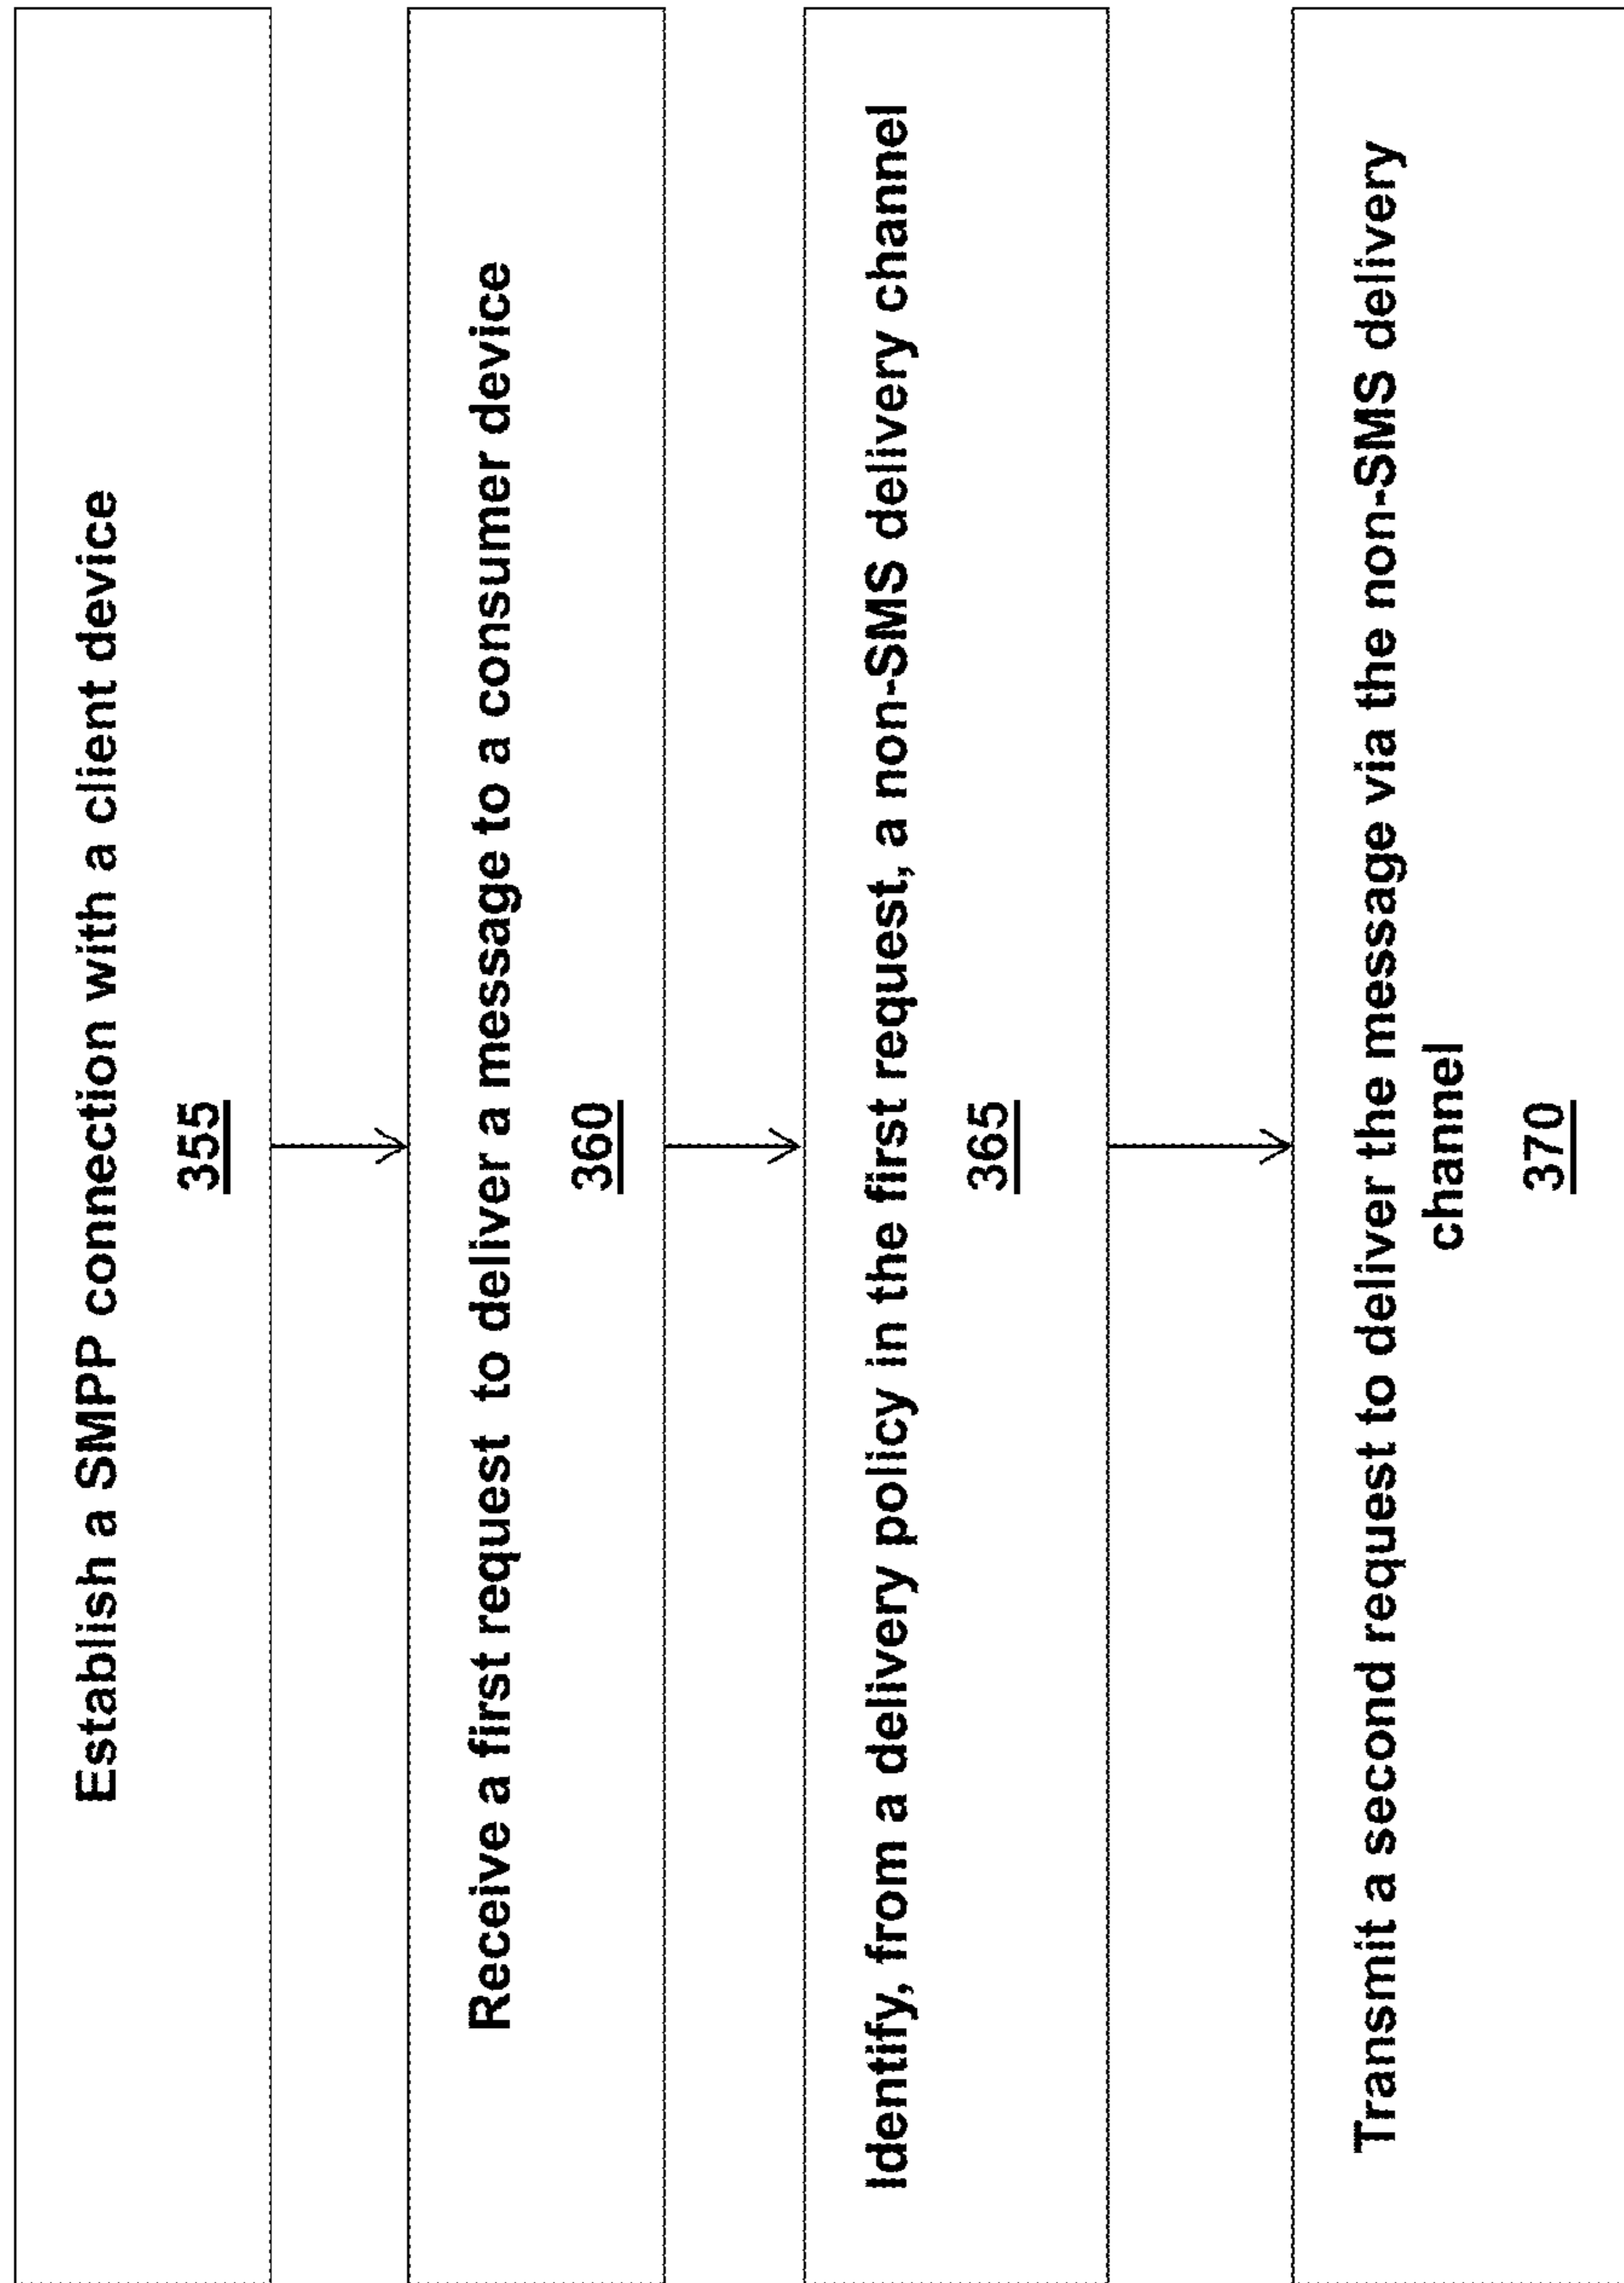 Establish a SMPP connection with a client device
355
Receive a first request to deliver a message to a consumer device
360
Identify, from a delivery policy in the first request, a non-SMS delivery channel
365
Transmit a second request to deliver the message via the non-SMS delivery
channel
370